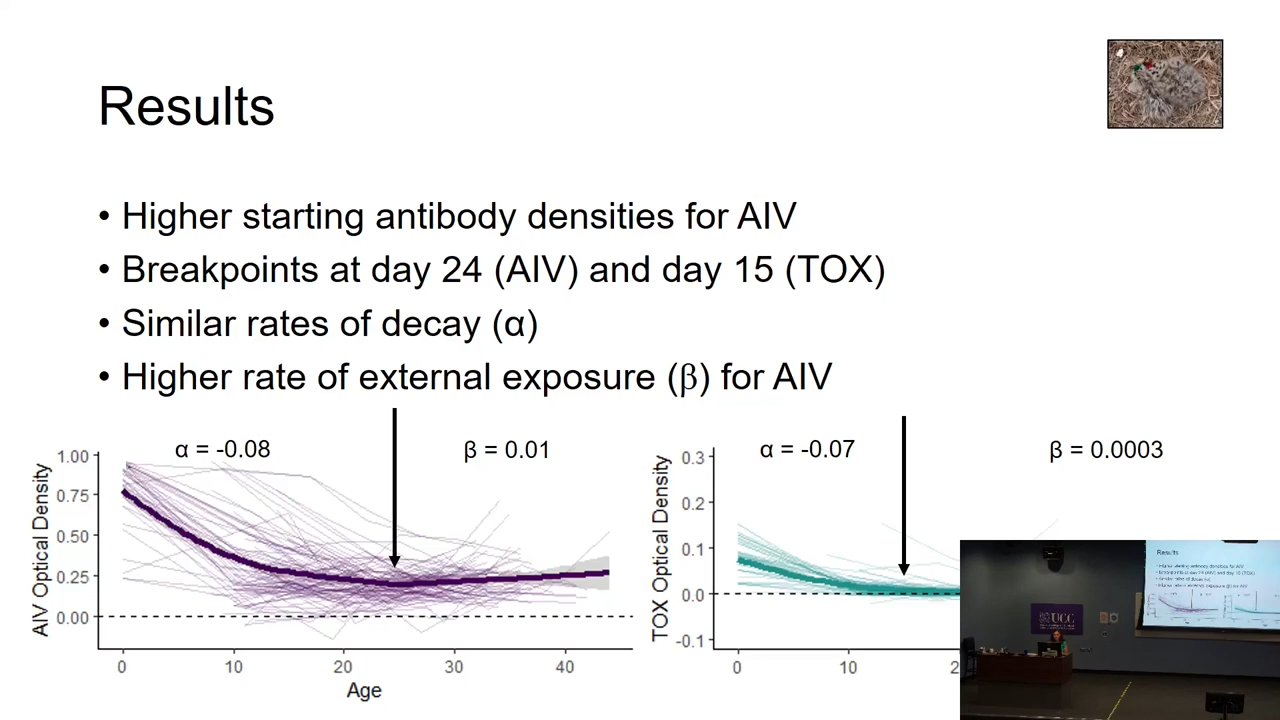 Results
• Higher starting antibody densities for AIV
• Breakpoints at day 24 (AIV) and day 15 (TOX)
• Similar rates of decay (α)
• Higher rate of external exposure (β) for AIV
α = -0.08
β = 0.01
α = -0.07
β = 0.0003
AIV Optical Density
1.00
0.75
0.50
0.25
0.00
0
10
20
30
40
Age
TOX Optical Density
0.3
0.2
0.1
0.0
-0.1
0
10
Results
UCC